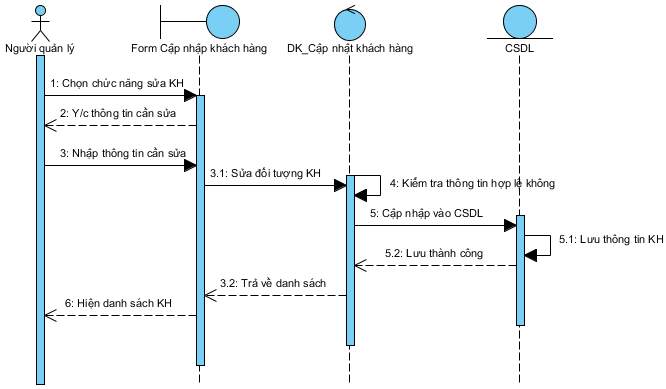 Người quản lý
Form Cập nhập khách hàng
DK_Cập nhật khách hàng
CSDL
1: Chọn chức năng sửa KH
2: Y/c thông tin cần sửa
3: Nhập thông tin cần sửa
3.1: Sửa đối tượng KH
4: Kiểm tra thông tin hợp lệ không
5: Cập nhập vào CSDL
5.1: Lưu thông tin KH
5.2: Lưu thành công
3.2: Trả về danh sách
6: Hiện danh sách KH